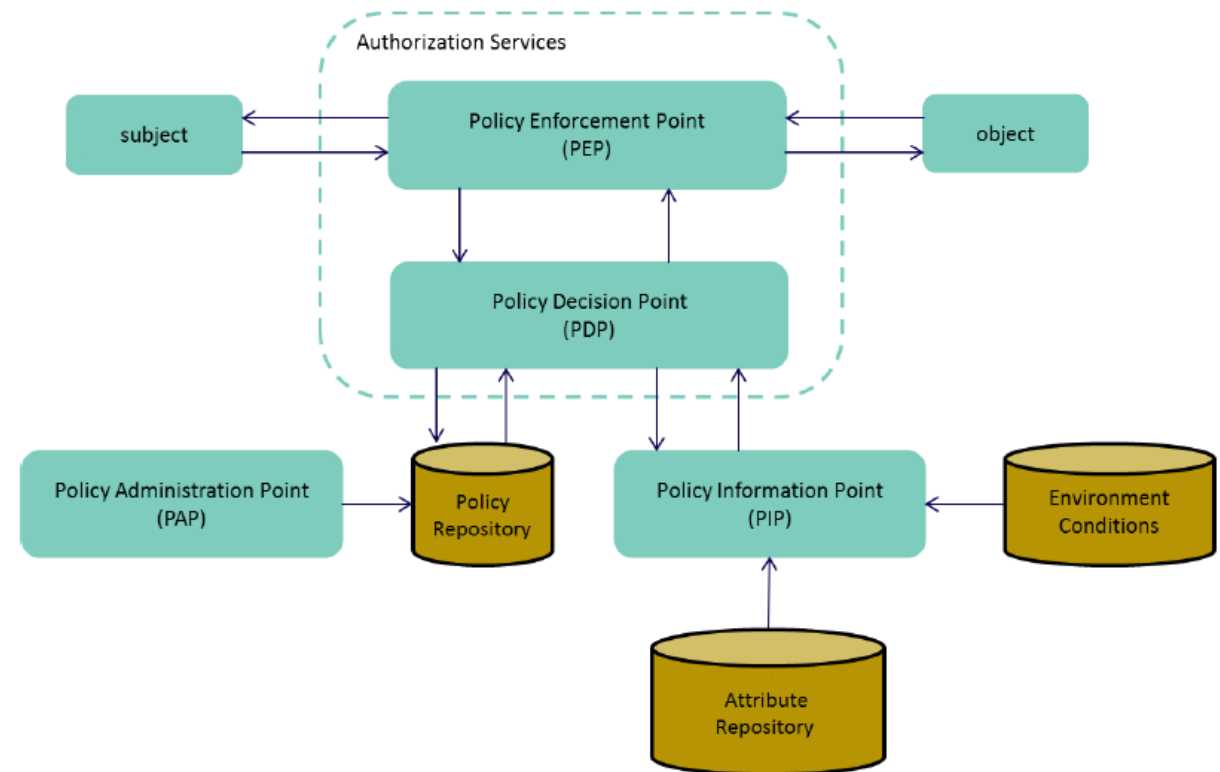 Authorization Services
subject
Policy Enforcement Point
(PEP)
object
Policy Decision Point
(PDP)
Policy Administration Point
(PAP)
Policy
Repository
Policy Information Point
(PIP)
Environment
Conditions
Attribute
Repository